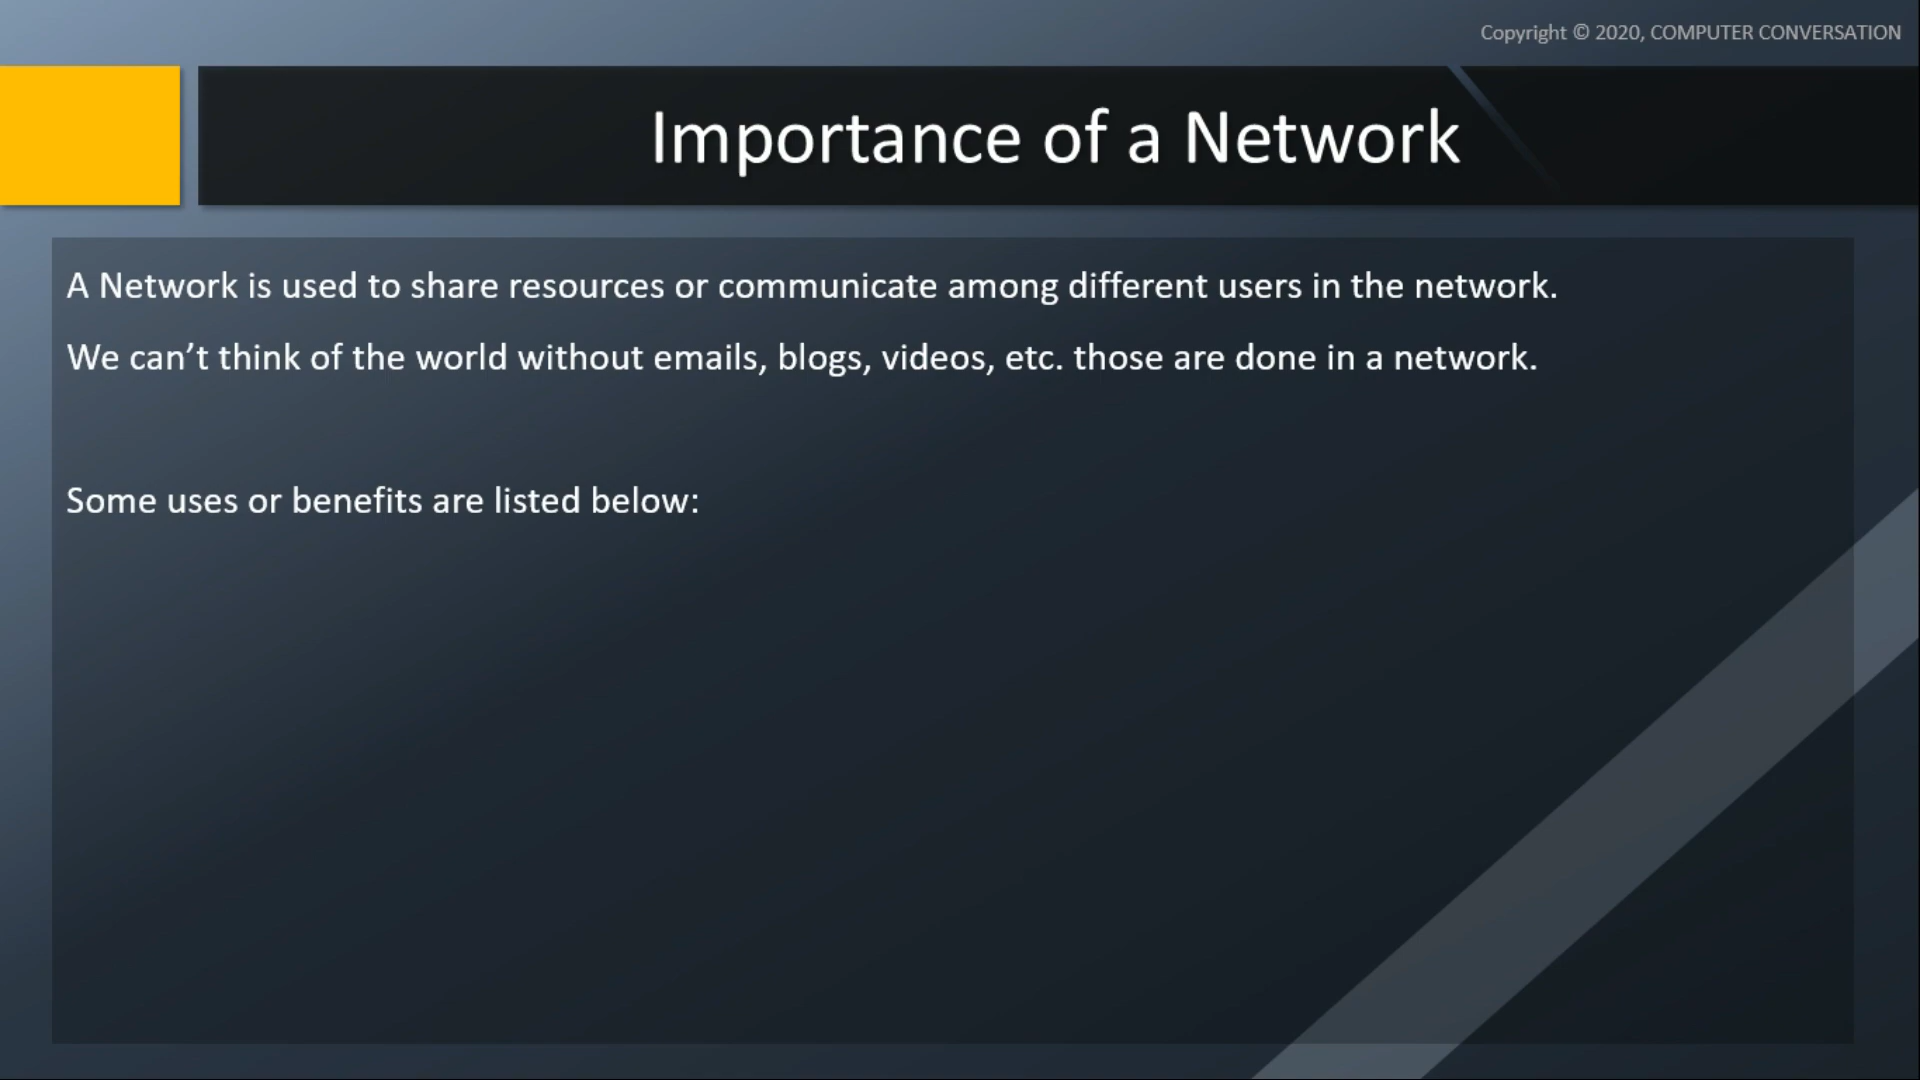 Copyright © 2020, COMPUTER CONVERSATION
Importance of a Network
A Network is used to share resources or communicate among different users in the network.
We can’t think of the world without emails, blogs, videos, etc. those are done in a network.
Some uses or benefits are listed below: